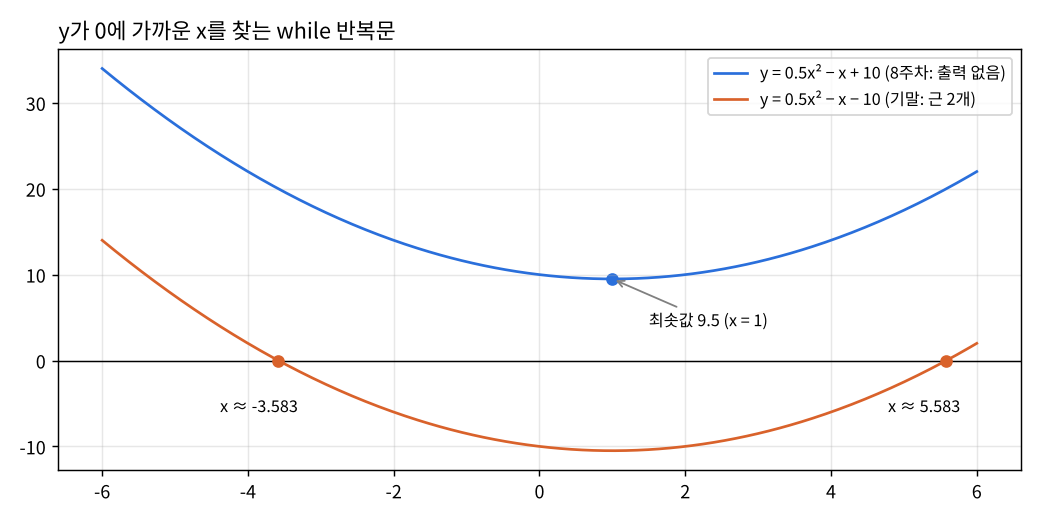 y가 0에 가까운 x를 찾는 while 반복문
y = 0.5x² − x + 10 (8주차: 출력 없음)
y = 0.5x² − x − 10 (기말: 근 2개)
30
20
10
최솟값 9.5 (x = 1)
0
x ≈ -3.583
x ≈ 5.583
-10
-6
-4
-2
0
2
4
6